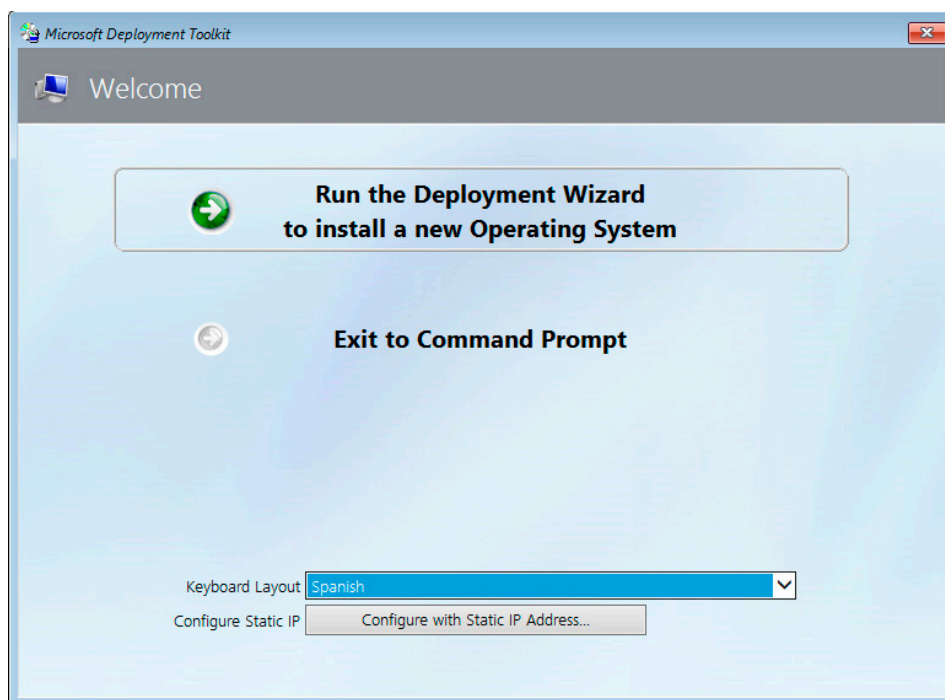 Microsoft Deployment Toolkit
Welcome
Run the Deployment Wizard
to install a new Operating System
Exit to Command Prompt
Keyboard Layout Spanish
Configure Static IP Configure with Static IP Address...